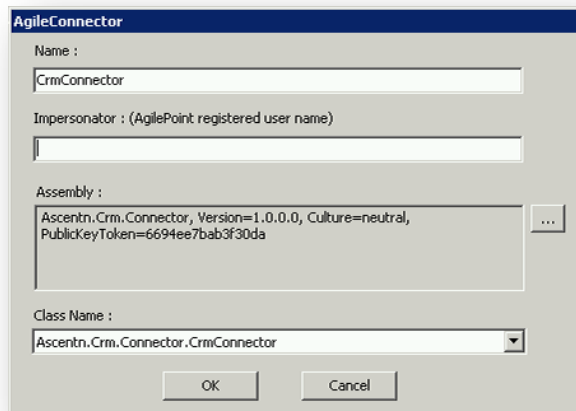 AgileConnector
Name :
CrmConnector
Impersonator : (AgilePoint registered user name)
Assembly :
Ascentn.Crm.Connector, Version=1.0.0.0, Culture=neutral,
PublicKeyToken=6694ee7bab3f30da
...
Class Name :
Ascentn.Crm.Connector.CrmConnector
OK Cancel